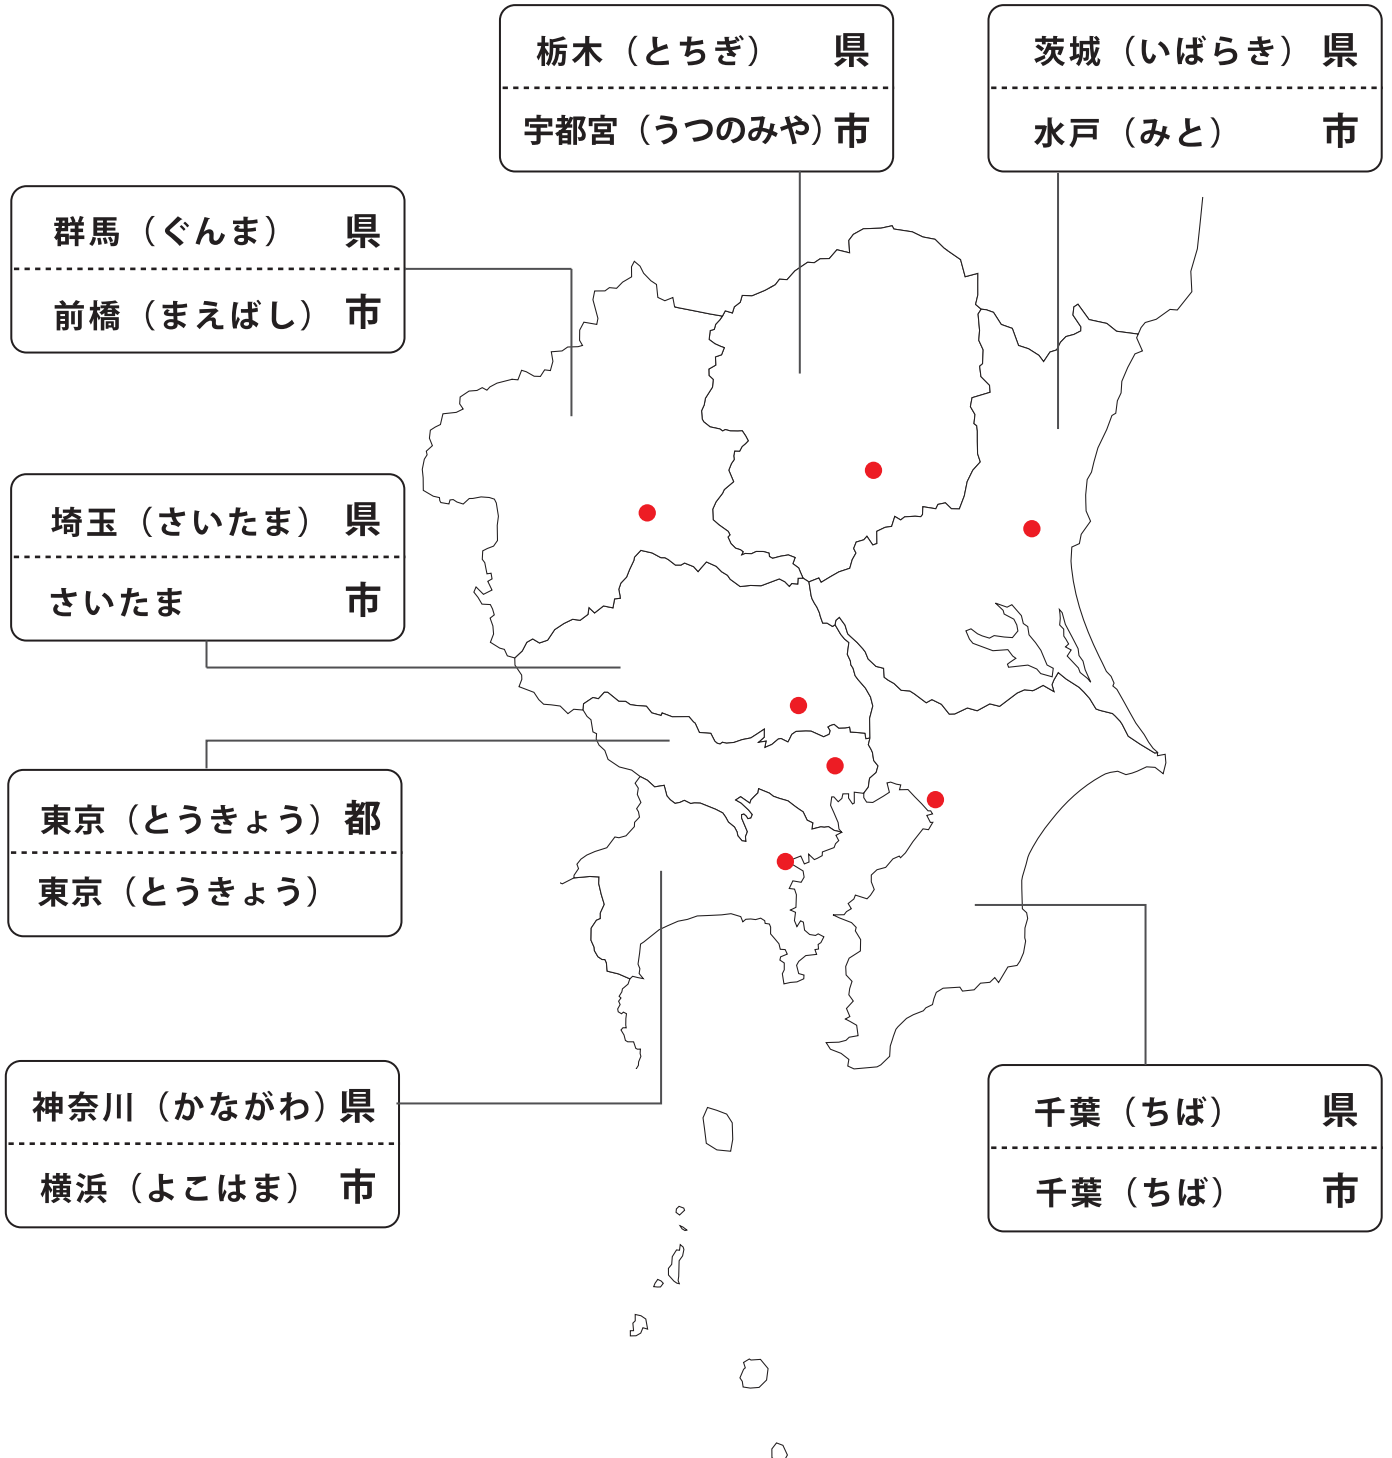 栃木（とちぎ）県
宇都宮（うつのみや）市
茨城（いばらき）県
水戸（みと）市
群馬（ぐんま）県
前橋（まえばし）市
埼玉（さいたま）県
さいたま 市
東京（とうきょう）都
東京（とうきょう）
神奈川（かながわ）県
横浜（よこはま）市
千葉（ちば）県
千葉（ちば）市